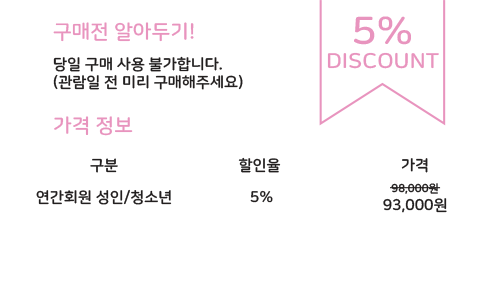 구매전 알아두기!
5%
DISCOUNT
당일 구매 사용 불가합니다.
(관람일 전 미리 구매해주세요)
가격 정보
구분 할인율 가격
98,000원
연간회원 성인/청소년 5%
93,000원